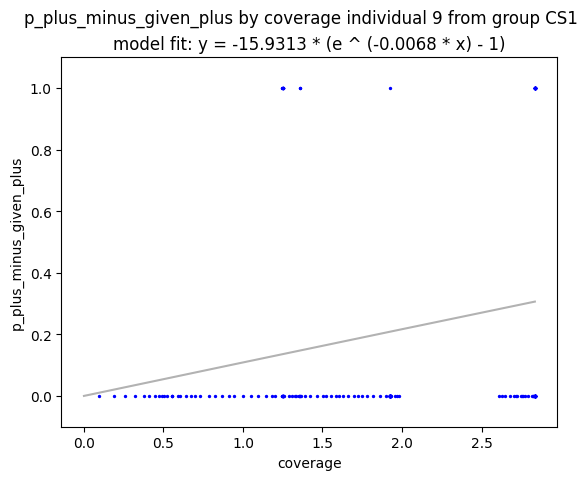 p_plus_minus_given_plus by coverage individual 9 from group CS1
model fit: y = -15.9313 * (e ^ (-0.0068 * x) - 1)
1.0
0.8
0.6
0.4
0.2
0.0
p_plus_minus_given_plus
0.0 0.5 1.0 1.5 2.0 2.5
coverage